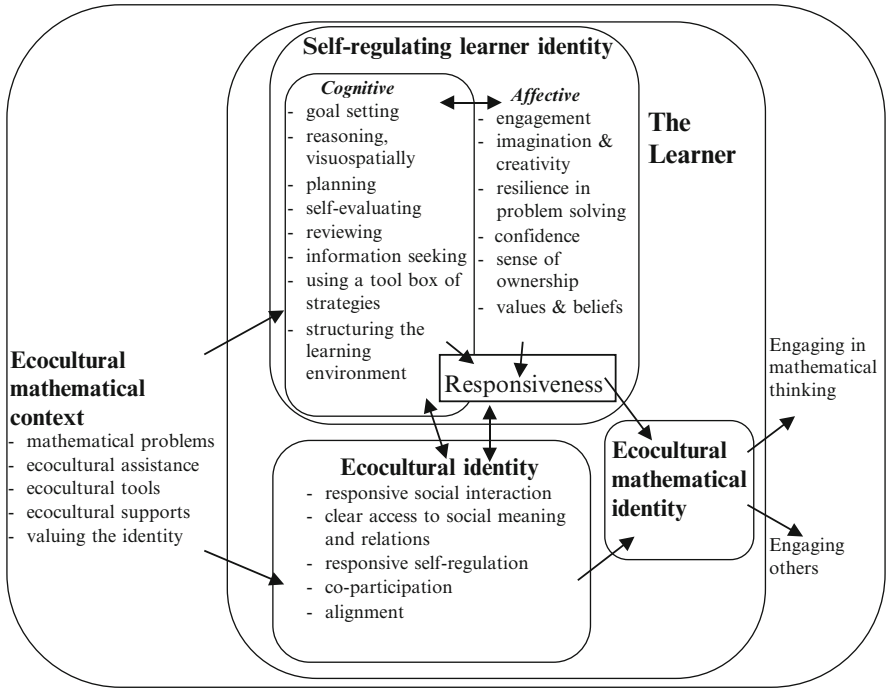 Self-regulating learner identity
Cognitive
- goal setting
- reasoning,
visuospatially
- planning
- self-evaluating
- reviewing
- information seeking
- using a tool box of
strategies
- structuring the
learning
environment
Affective
- engagement
- imagination &
creativity
- resilience in
problem solving
- confidence
- sense of
ownership
- values & beliefs
The
Learner
Responsiveness
Ecocultural
mathematical
context
- mathematical problems
- ecocultural assistance
- ecocultural tools
- ecocultural supports
- valuing the identity
Ecocultural identity
- responsive social interaction
- clear access to social meaning
and relations
- responsive self-regulation
- co-participation
- alignment
Ecocultural
mathematical
identity
Engaging in
mathematical
thinking
Engaging
others